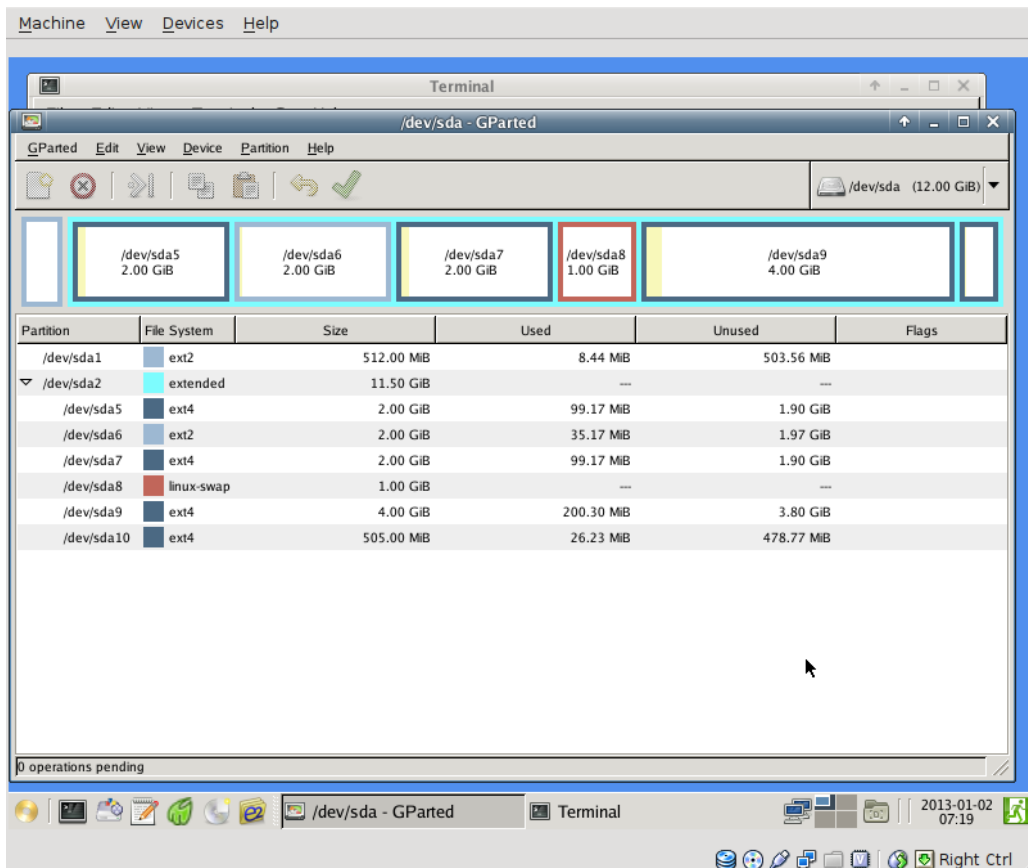 Machine View Devices Help
Terminal
/dev/sda - GParted
GParted Edit View Device Partition Help
/dev/sda (12.00 GiB)
/dev/sda5 /dev/sda6 /dev/sda7 /dev/sda8 /dev/sda9
2.00 GiB 2.00 GiB 2.00 GiB 1.00 GiB 4.00 GiB
Partition File System Size Used Unused Flags
/dev/sda1 ext2 512.00 MiB 8.44 MiB 503.56 MiB
/dev/sda2 extended 11.50 GiB --- ---
/dev/sda5 ext4 2.00 GiB 99.17 MiB 1.90 GiB
/dev/sda6 ext2 2.00 GiB 35.17 MiB 1.97 GiB
/dev/sda7 ext4 2.00 GiB 99.17 MiB 1.90 GiB
/dev/sda8 linux-swap 1.00 GiB --- ---
/dev/sda9 ext4 4.00 GiB 200.30 MiB 3.80 GiB
/dev/sda10 ext4 505.00 MiB 26.23 MiB 478.77 MiB
0 operations pending
/dev/sda - GParted Terminal 2013-01-02
07:19
Right Ctrl